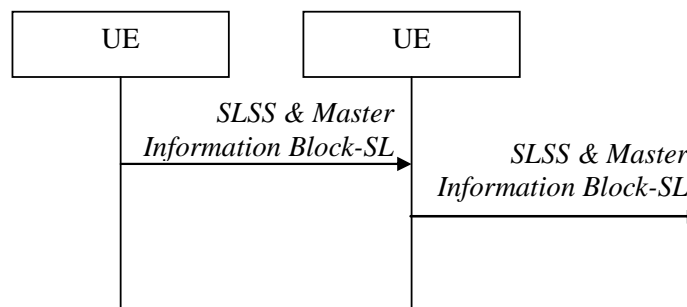 UE
UE
SLSS & Master
Information Block-SL
SLSS & Master
Information Block-SL